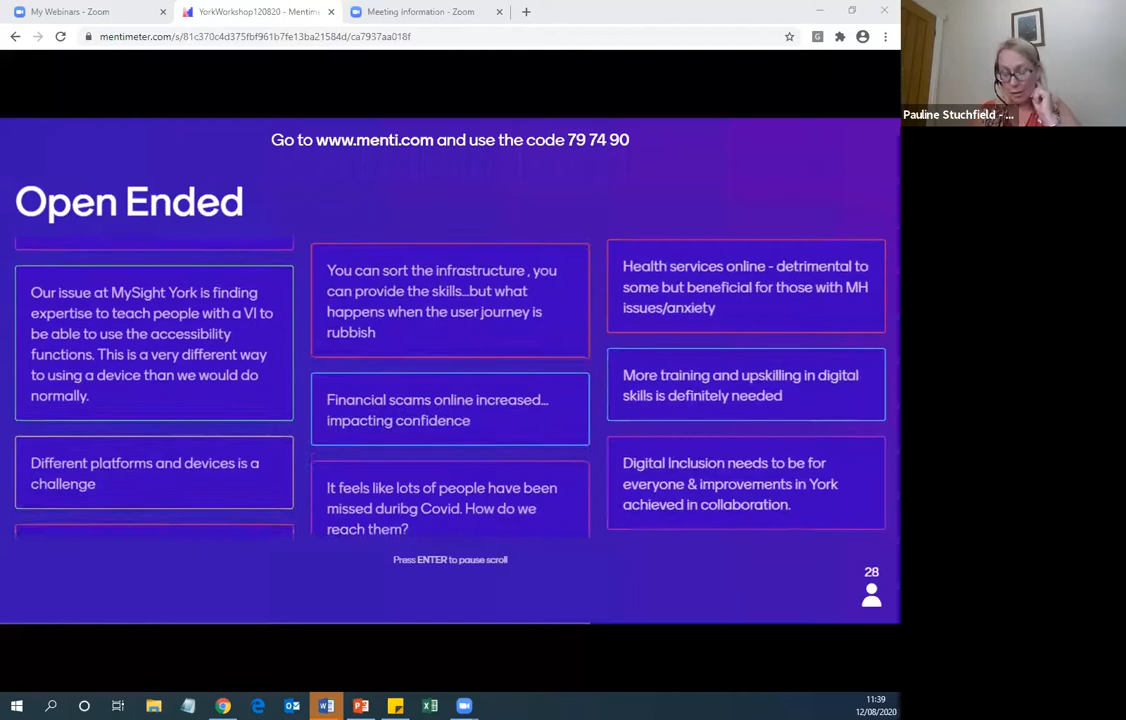 My Webinars - Zoom
YorkWorkshop120820 - Mentime
Meeting Information - Zoom
mentimeter.com/s/81c370c4d375fbf961b7fe13ba21584d/ca7937aa018f
Pauline Stuchfield - ...
Go to www.menti.com and use the code 79 74 90
Open Ended
Our issue at MySight York is finding
expertise to teach people with a VI to
be able to use the accessibility
functions. This is a very different way
to using a device than we would do
normally.
Different platforms and devices is a
challenge
You can sort the infrastructure , you
can provide the skills...but what
happens when the user journey is
rubbish
Financial scams online increased...
impacting confidence
It feels like lots of people have been
missed duribg Covid. How do we
reach them?
Health services online - detrimental to
some but beneficial for those with MH
issues/anxiety
More training and upskilling in digital
skills is definitely needed
Digital Inclusion needs to be for
everyone & improvements in York
achieved in collaboration.
Press ENTER to pause scroll
28
11:39
12/08/2020